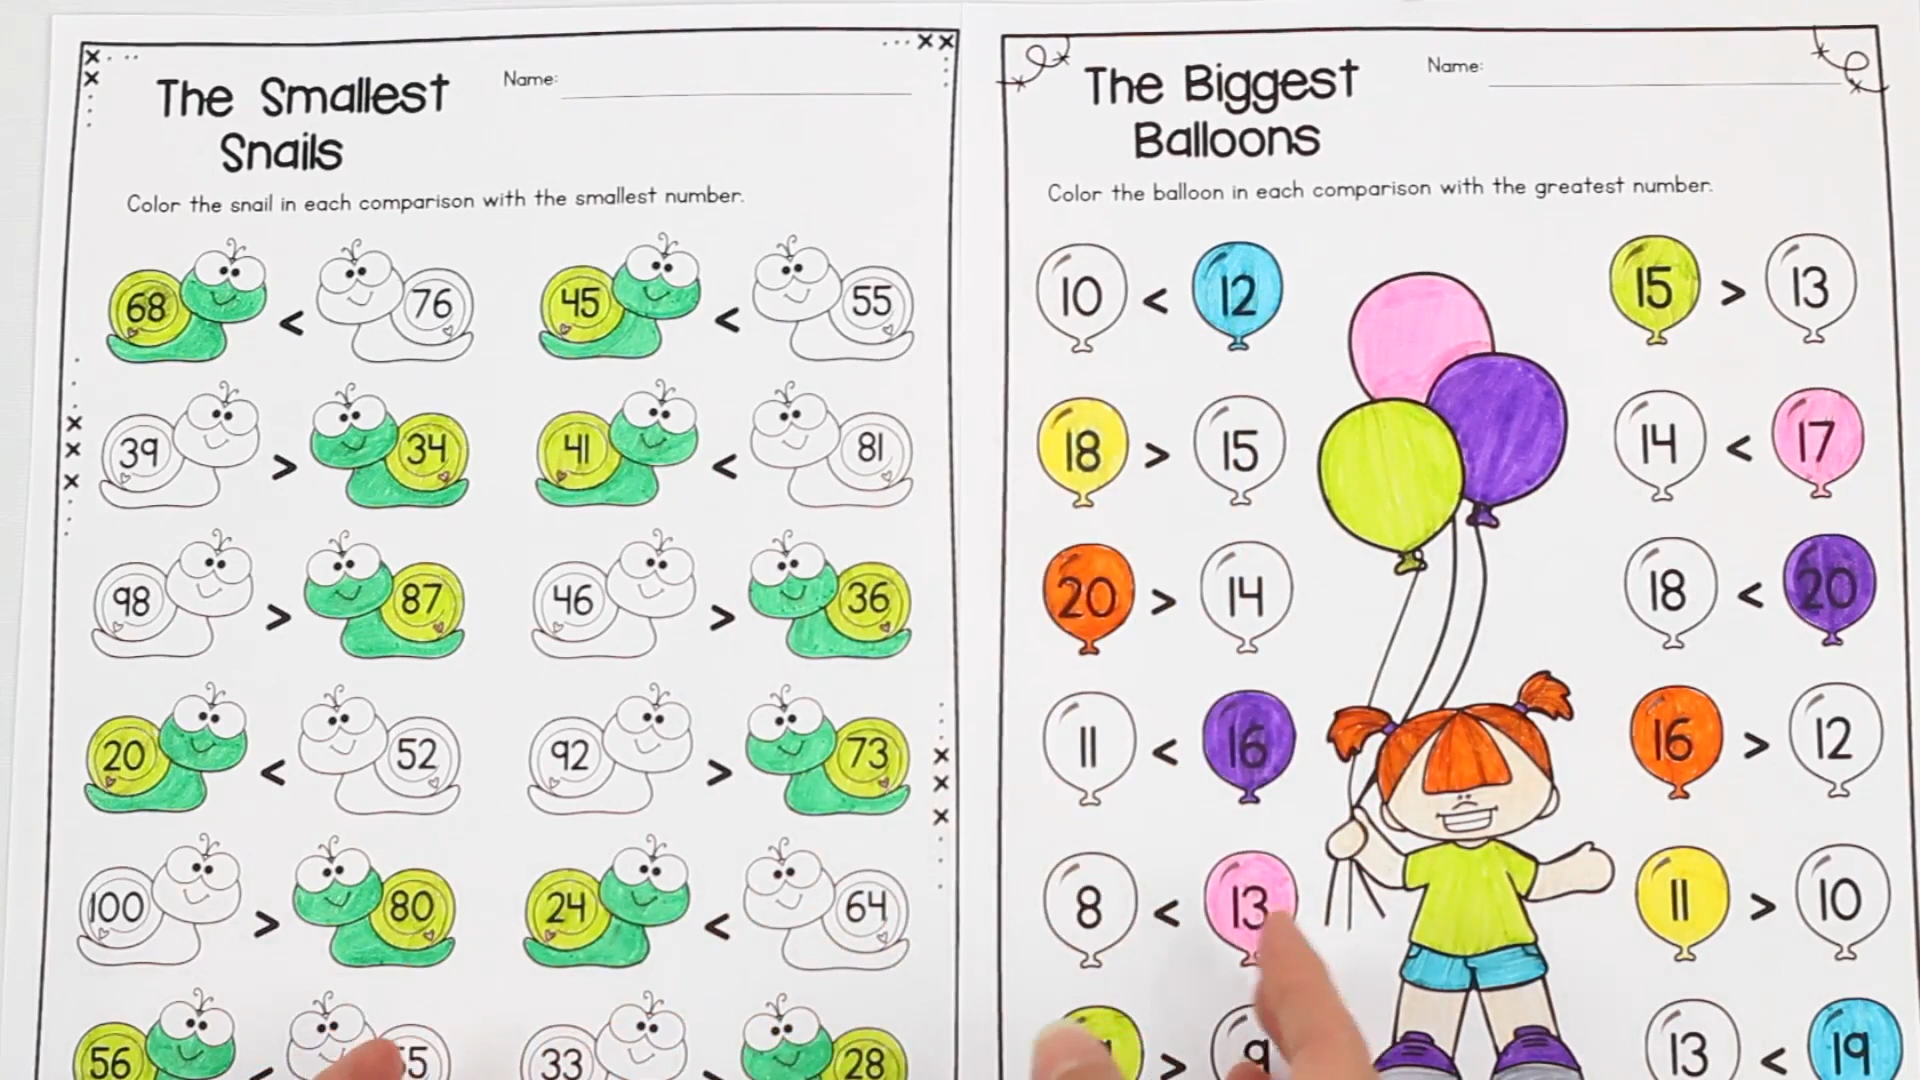 The Smallest
Snails
Name:
Color the snail in each comparison with the smallest number.
68 < 76 45 < 55
39 > 34 41 < 81
98 > 87 46 > 36
20 < 52 92 > 73
100 > 80 24 < 64
56 < 33 > 28
The Biggest
Balloons
Name:
Color the balloon in each comparison with the greatest number.
10 < 12 15 > 13
18 > 15 14 < 17
20 > 14 18 < 20
11 < 16 16 > 12
8 < 13 11 > 10
> 9 13 < 19